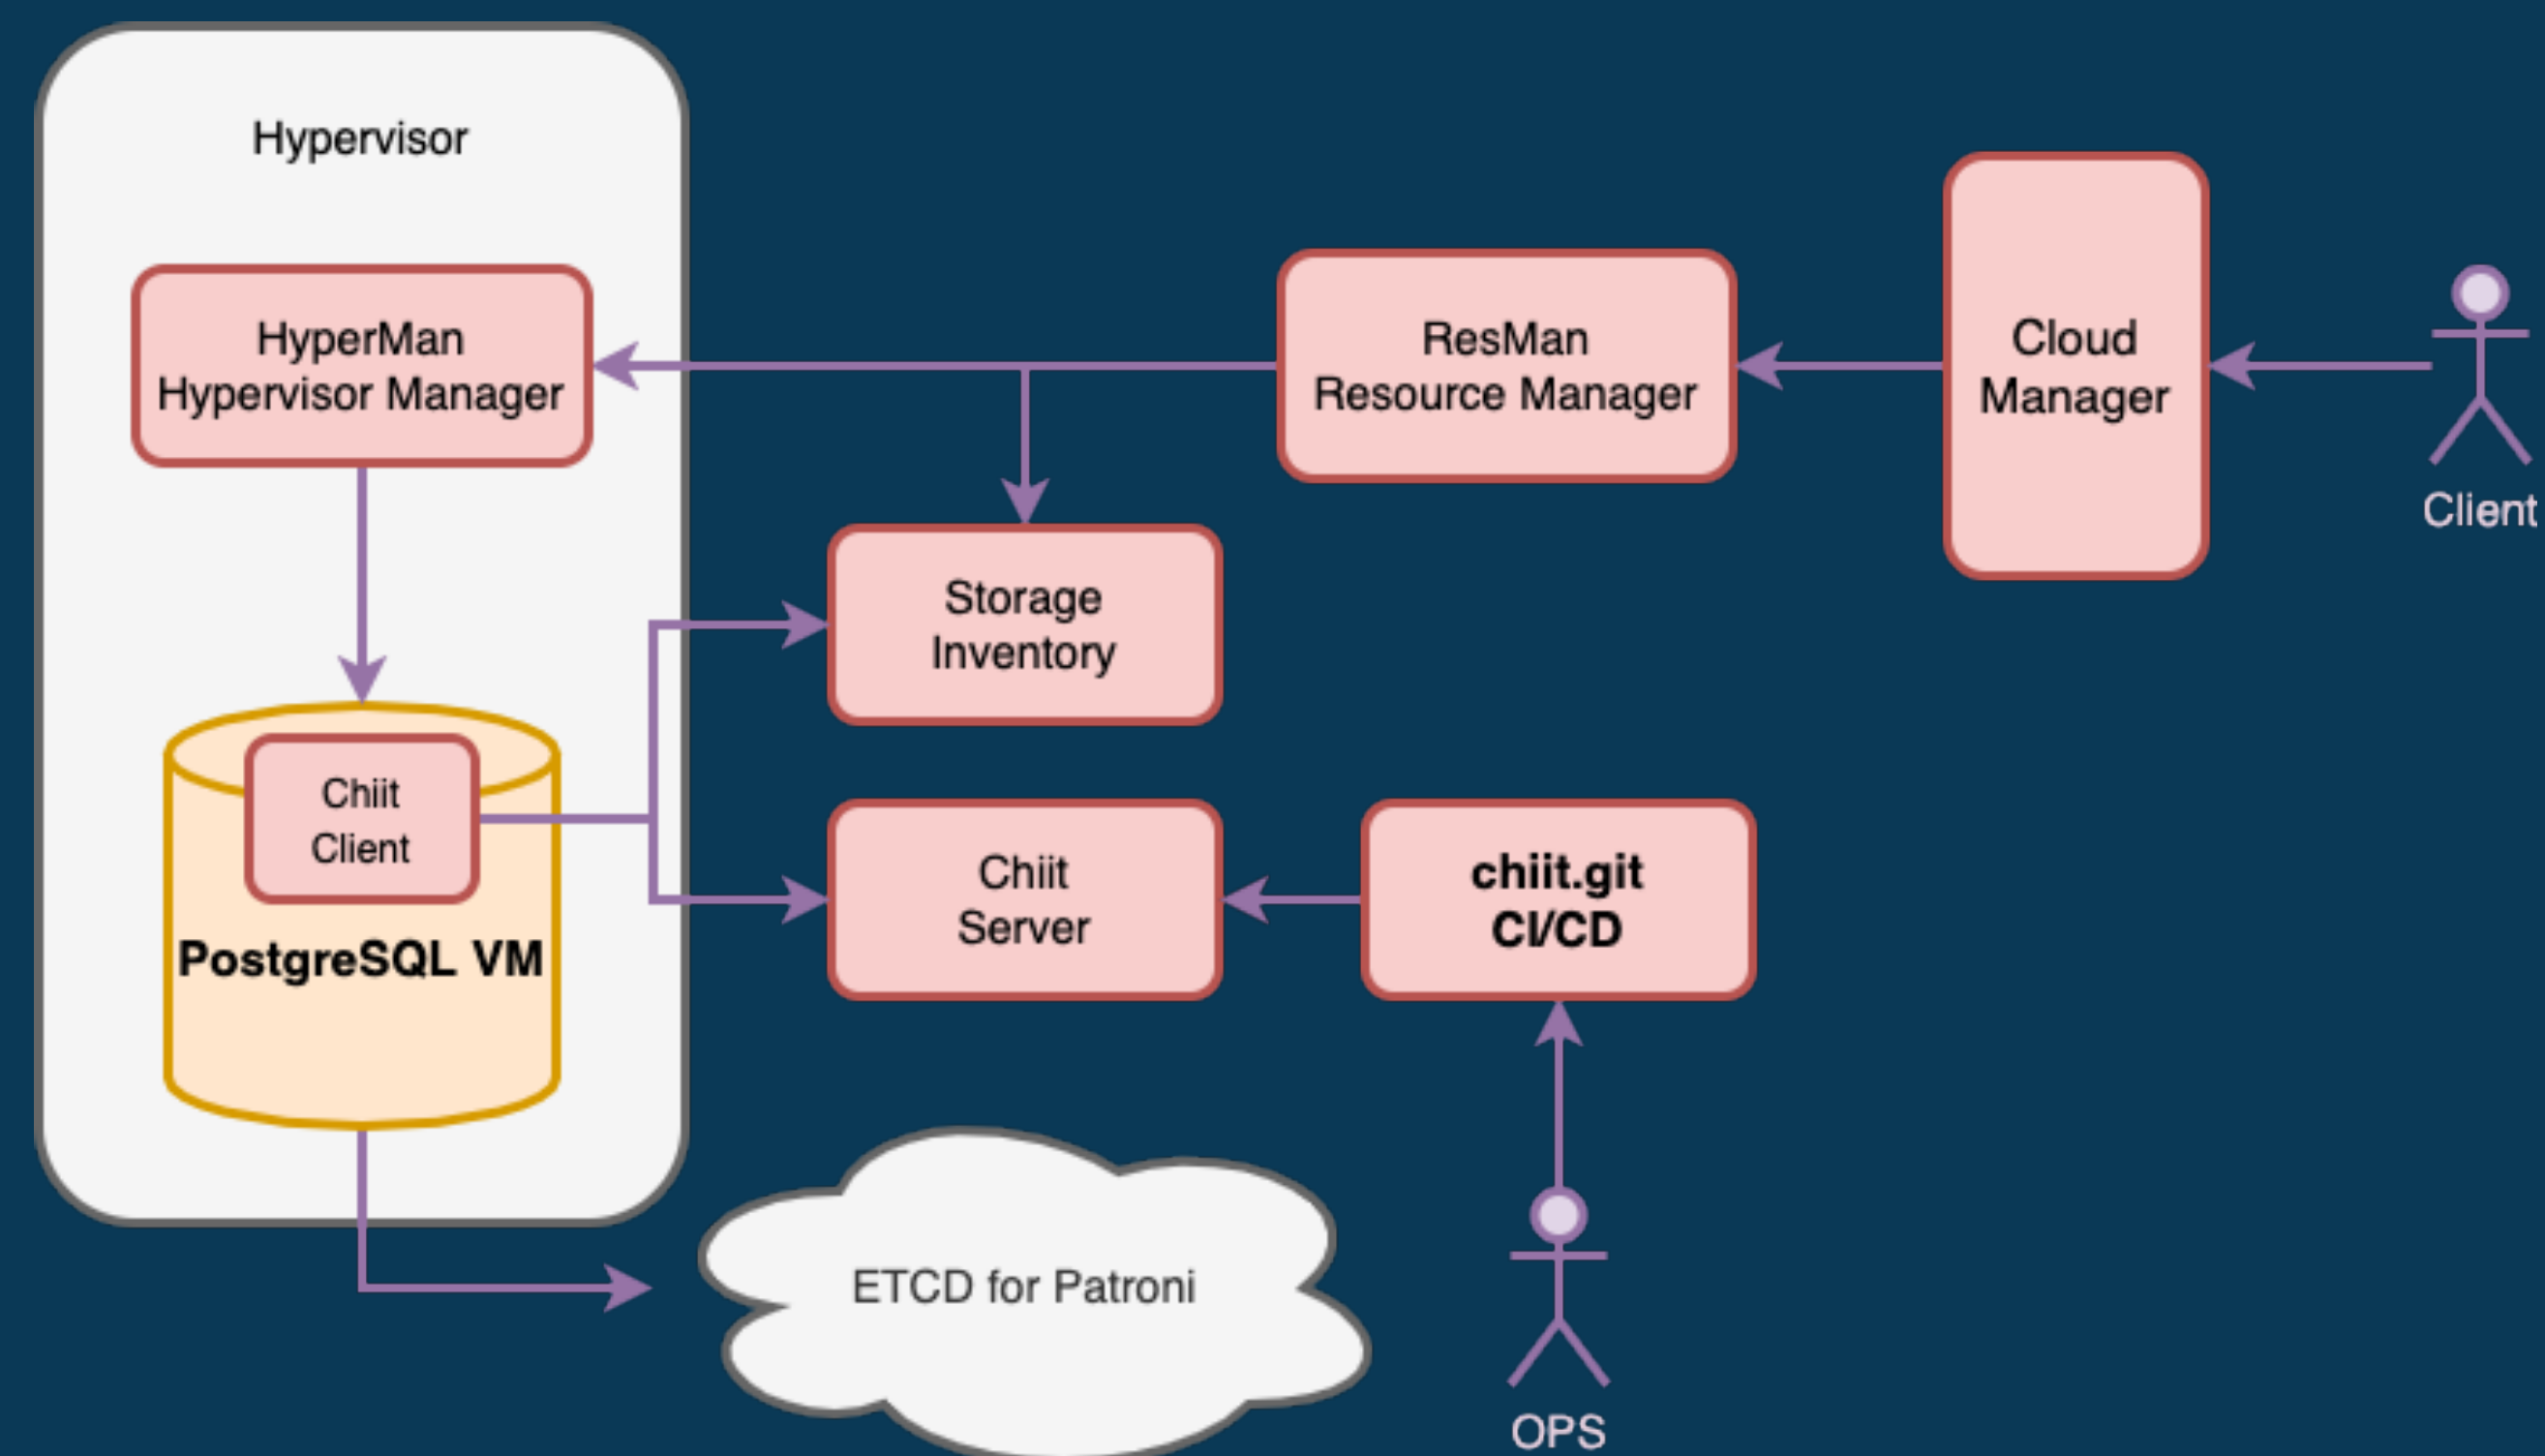 Hypervisor
HyperMan
Hypervisor Manager
ResMan
Resource Manager
Cloud
Manager
Client
Storage
Inventory
Chiit
Client
PostgreSQL VM
Chiit
Server
chiit.git
CI/CD
ETCD for Patroni
OPS